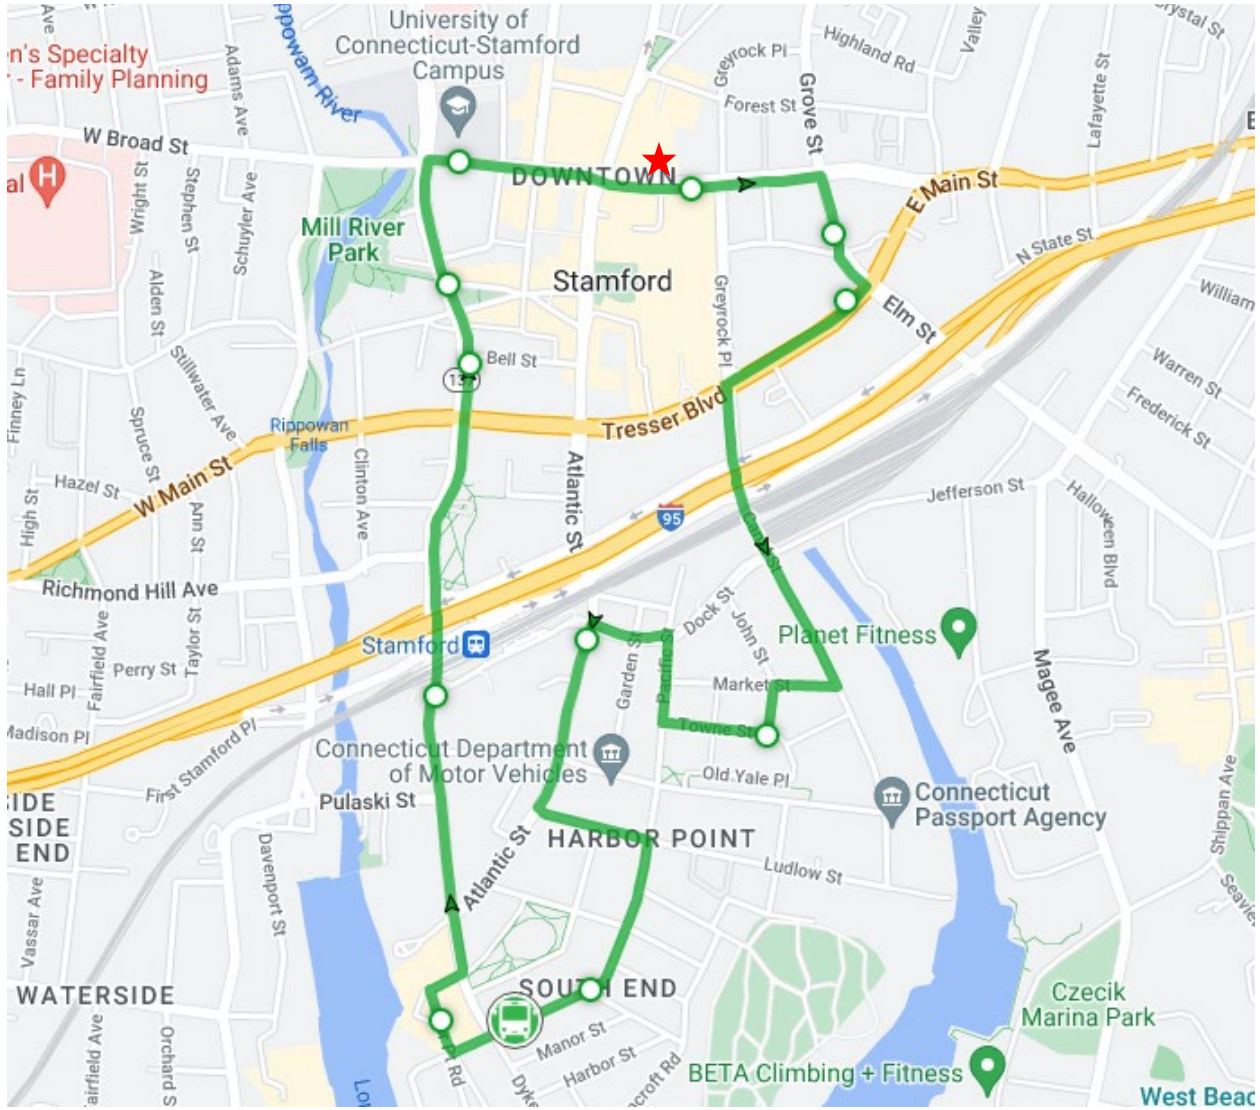 Crystal St
University of
Connecticut-Stamford
Campus
Rippowam River
Greyrock Pl
Highland Rd
Valley
n's Specialty
- Family Planning
Adams Ave
Forest St
Grove St
Lafayette St
W Broad St
E
H
al
Wright St
Stephen St
Schuyler Ave
DOWNTOWN
E Main St
Mill River
Park
N State St
Stamford
Alden St
Greyrock Pl
William
Elm St
Stillwater Ave
Bell St
Warren St
Finney Ln
Spruce St
Frederick St
Rippowan
Falls
Tresser Blvd
W Main St
Clinton Ave
Atlantic St
Hazel St
High St
Ann St
Jefferson St
Halloween Blvd
95
Canal St
Richmond Hill Ave
Fairfield Ave
Taylor St
Dock St
John St
Stamford
Planet Fitness
Garden St
Pacific St
Perry St
Hall Pl
Market St
Magee Ave
Madison Pl
Towne St
First Stamford Pl
Connecticut Department
of Motor Vehicles
Old Yale Pl
Pulaski St
Connecticut
Passport Agency
SIDE
SIDE
END
HARBOR POINT
Shippan Ave
Davenport St
Atlantic St
Ludlow St
Vassar Ave
WATERSIDE
SOUTH END
Czecik
Marina Park
Manor St
Harbor St
Fairfield Ave
Orchard S
BETA Climbing + Fitness
West Beac